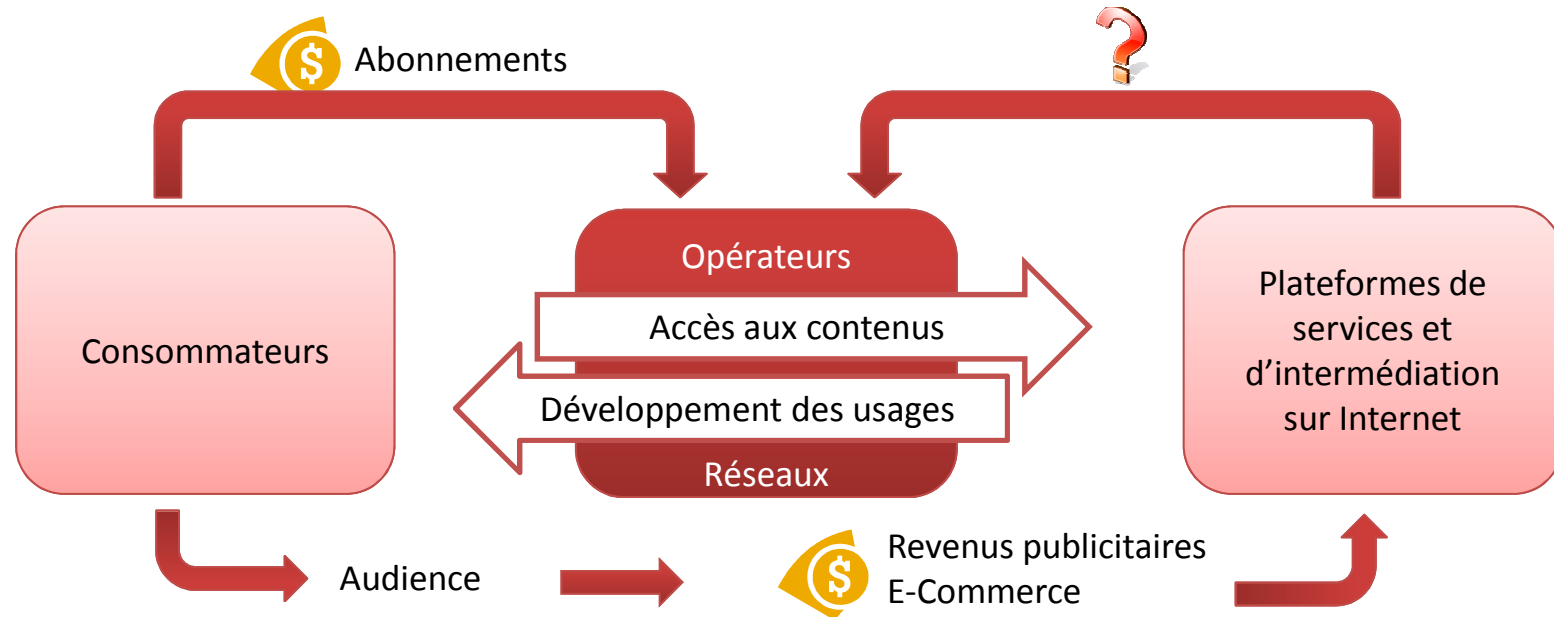 Abonnements
?
Opérateurs
Accès aux contenus
Développement des usages
Réseaux
Consommateurs
Plateformes de
services et
d’intermédiation
sur Internet
Audience
$
Revenus publicitaires
E-Commerce
$